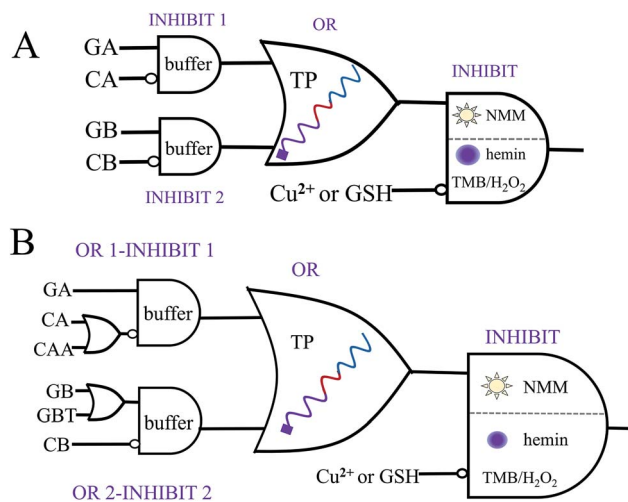 A
INHIBIT 1
OR
GA
CA
buffer
TP
INHIBIT
NMM
GB
CB
buffer
hemin
TMB/H₂O₂
INHIBIT 2
Cu²⁺ or GSH
B
OR 1-INHIBIT 1
OR
GA
CA
CAA
buffer
TP
INHIBIT
NMM
GB
GBT
CB
buffer
hemin
Cu²⁺ or GSH
TMB/H₂O₂
OR 2-INHIBIT 2